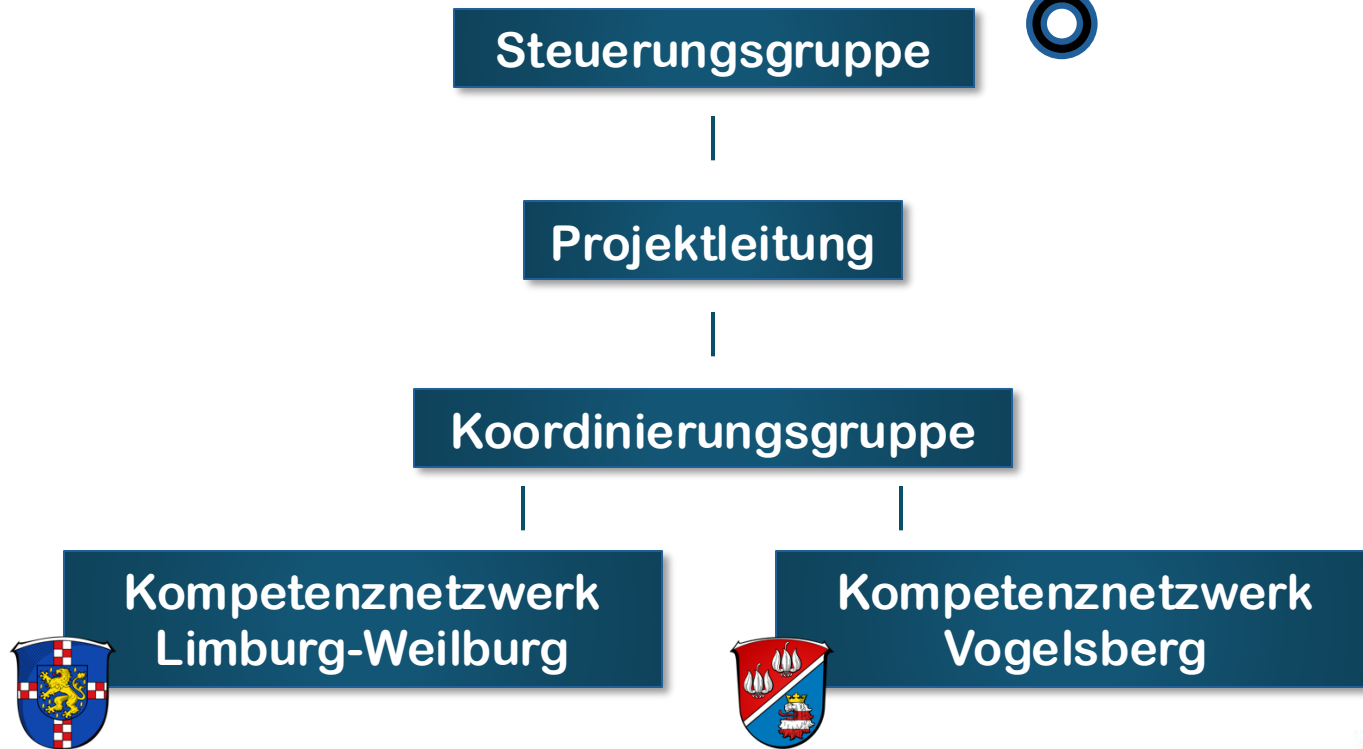 Steuerungsgruppe
Projektleitung
Koordinierungsgruppe
Kompetenznetzwerk
Limburg-Weilburg
Kompetenznetzwerk
Vogelsberg